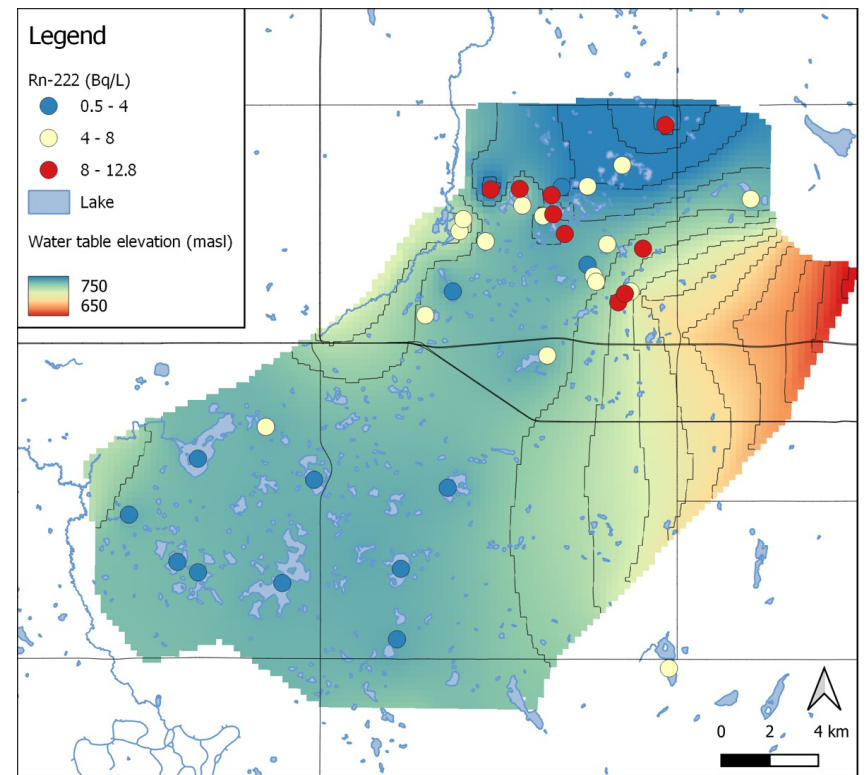 Legend
Rn-222 (Bq/L)
0.5 - 4
4 - 8
8 - 12.8
Lake
Water table elevation (masl)
750
650
0 2 4 km